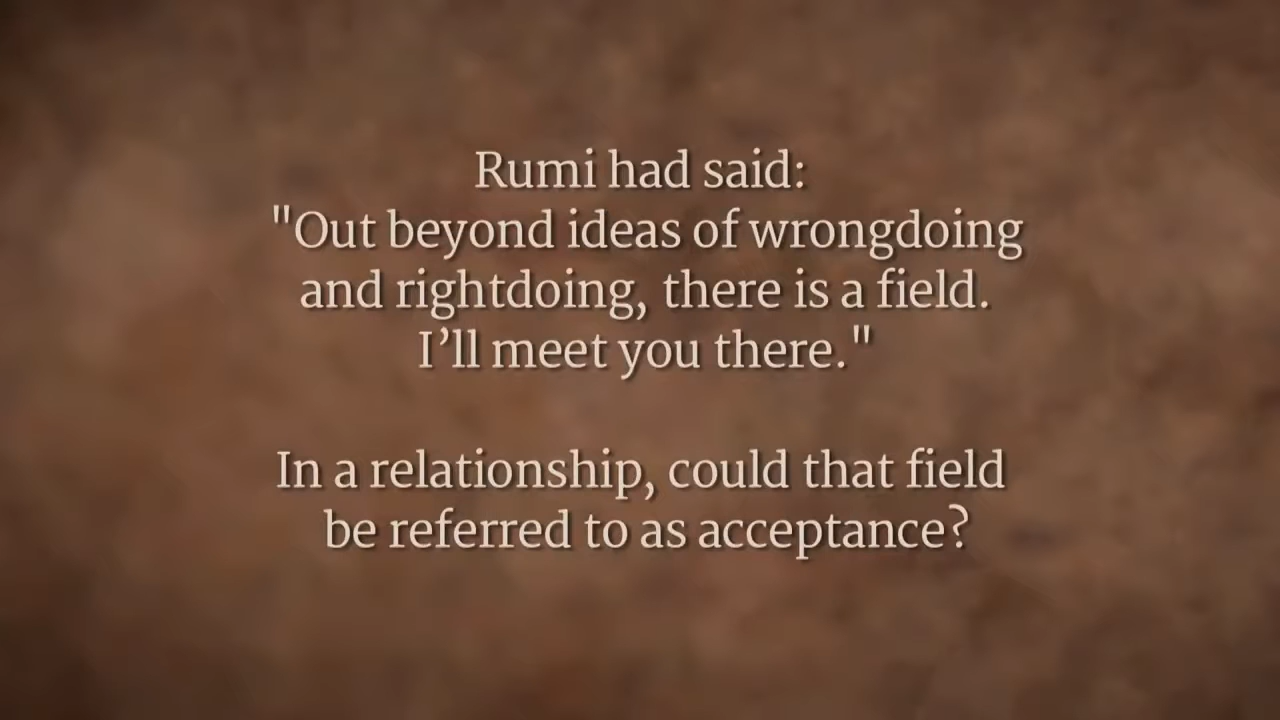 Rumi had said:
"Out beyond ideas of wrongdoing
and rightdoing, there is a field.
I’ll meet you there."
In a relationship, could that field
be referred to as acceptance?